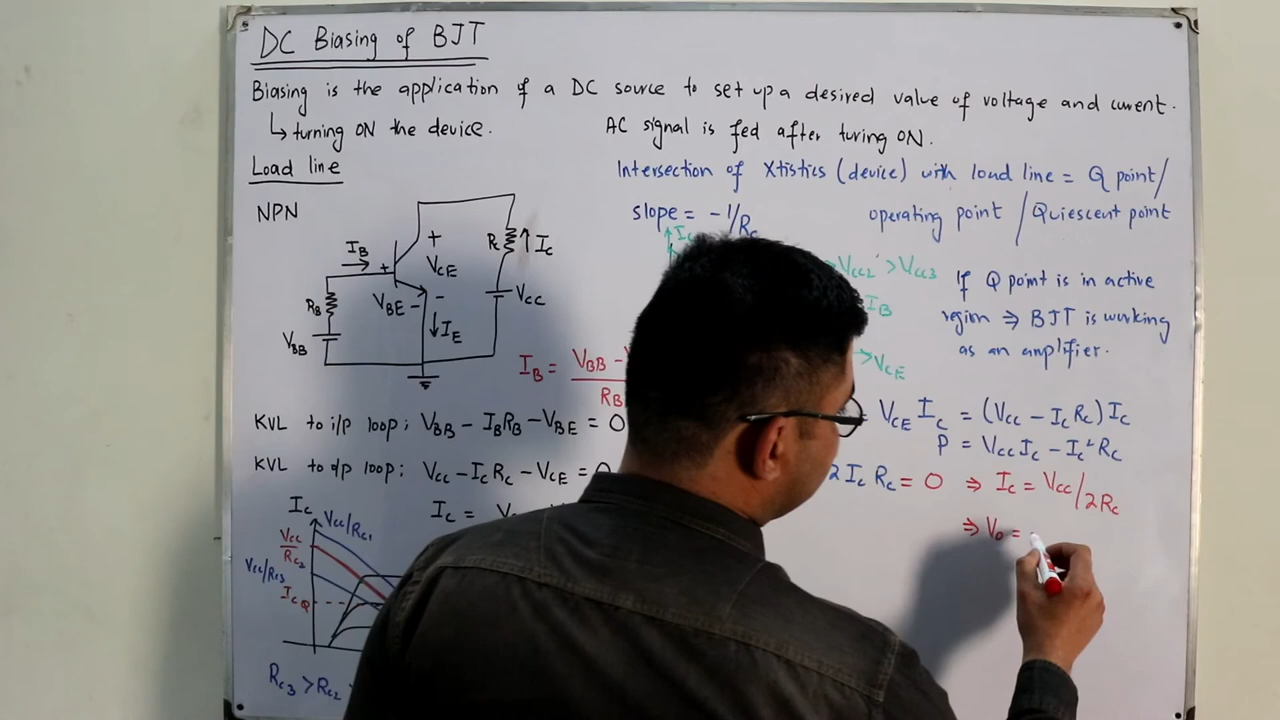 DC Biasing of BJT
Biasing is the application of a DC source to set up a desired value of voltage and current.
↳ turning ON the device.
AC signal is fed after turing ON.
Load line
Intersection of Xtistics (device) with load line = Q point/
operating point / Quiescent point
slope = -1/Rc
NPN
IB
+
VCE
-
Rc
↑ Ic
VCC
+
VBE -
↓ IE
RB
VBB
Ic
VCC2 > VCC3
IB
→ VCE
If Q point is in active
region ⇒ BJT is working
as an amplifier.
IB = VBB -
RB
KVL to i/p loop; VBB - IBRB - VBE = 0
KVL to o/p loop; VCC - ICRC - VCE = 0
IC =
VCE IC = (VCC - IC RC) IC
P = VCC IC - IC² RC
2 IC RC = 0 ⇒ IC = VCC/2RC
⇒ V0 =
Ic
VCC/RC1
VCC/RC2
VCC/RC3
ICQ
RC3 > RC2